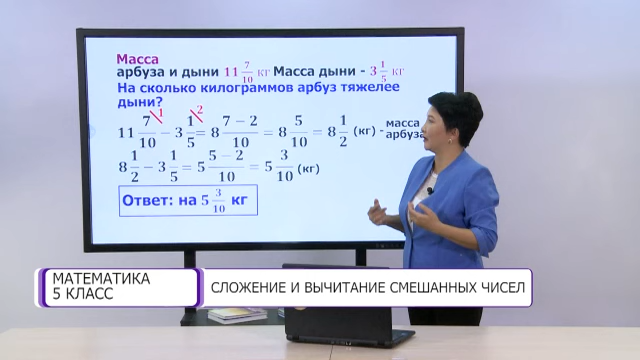 Масса
арбуза и дыни 11 7/10 кг Масса дыни - 3 1/5 кг
На сколько килограммов арбуз тяжелее
дыни?
11 7/10 \1 − 3 1/5 \2 = 8 (7 − 2)/10 = 8 5/10 = 8 1/2 (кг) - масса арбуза
8 1/2 − 3 1/5 = 5 (5 − 2)/10 = 5 3/10 (кг)
Ответ: на 5 3/10 кг
МАТЕМАТИКА
5 КЛАСС
СЛОЖЕНИЕ И ВЫЧИТАНИЕ СМЕШАННЫХ ЧИСЕЛ